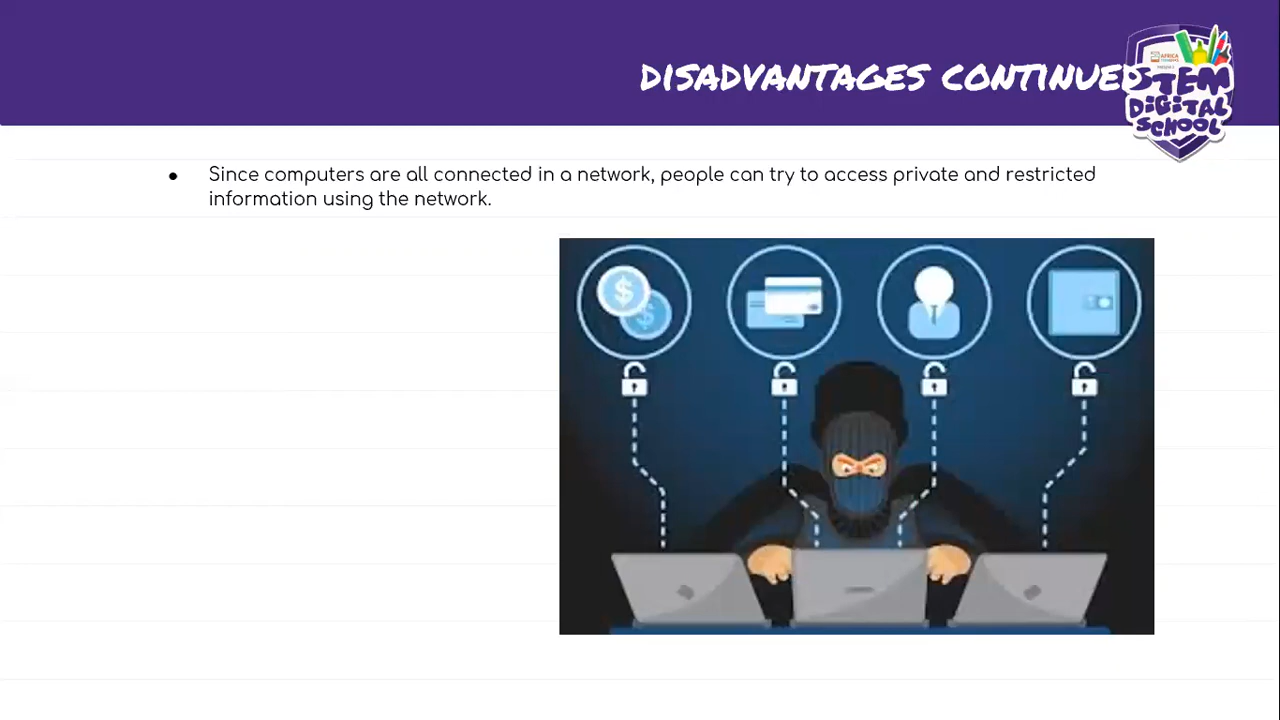 DISADVANTAGES CONTINUED
STEM
DIGITAL
SCHOOL
● Since computers are all connected in a network, people can try to access private and restricted
information using the network.
$
$